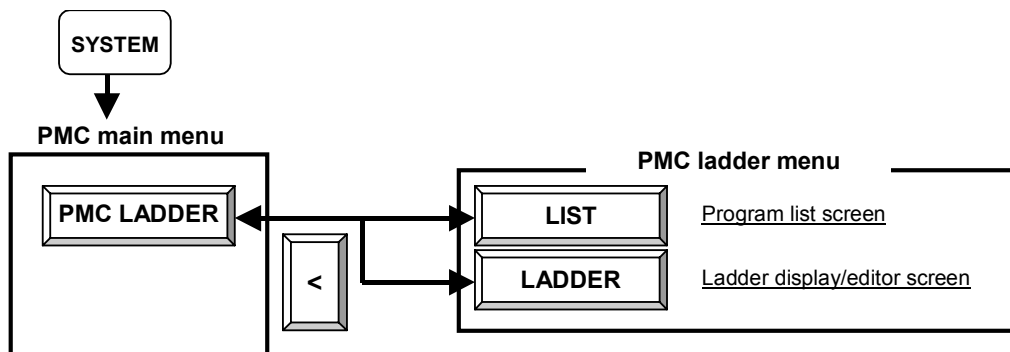 SYSTEM
PMC main menu
PMC LADDER
<
PMC ladder menu
LIST
Program list screen
LADDER
Ladder display/editor screen